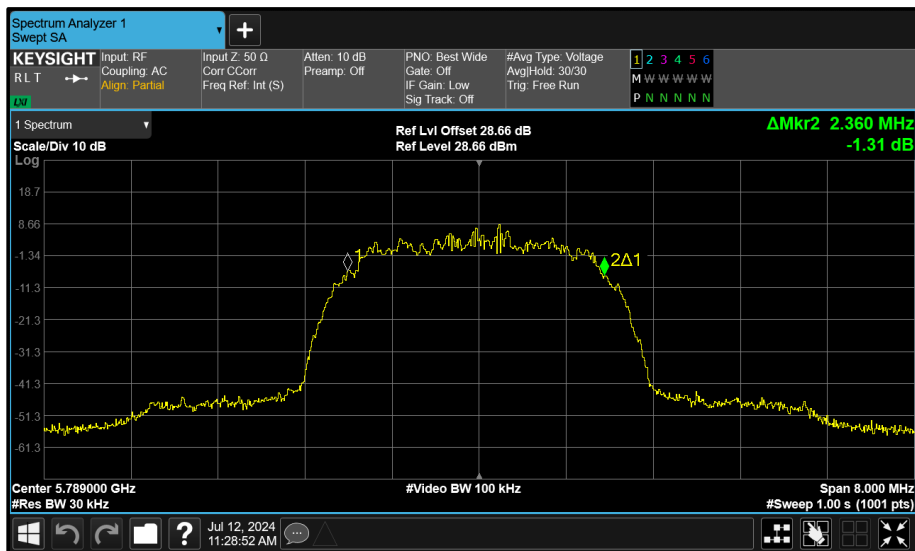 Spectrum Analyzer 1
Swept SA
+
KEYSIGHT
R L T
LXI
Input: RF
Coupling: AC
Align: Partial
Input Z: 50 Ω
Corr CCorr
Freq Ref: Int (S)
Atten: 10 dB
Preamp: Off
PNO: Best Wide
Gate: Off
IF Gain: Low
Sig Track: Off
#Avg Type: Voltage
Avg|Hold: 30/30
Trig: Free Run
1 2 3 4 5 6
M W W W W W
P N N N N N
1 Spectrum
Scale/Div 10 dB
Ref Lvl Offset 28.66 dB
Ref Level 28.66 dBm
ΔMkr2 2.360 MHz
-1.31 dB
Log
18.7
8.66
-1.34
-11.3
-21.3
-31.3
-41.3
-51.3
-61.3
1
2Δ1
Center 5.789000 GHz
#Video BW 100 kHz
Span 8.000 MHz
#Res BW 30 kHz
#Sweep 1.00 s (1001 pts)
?
Jul 12, 2024
11:28:52 AM